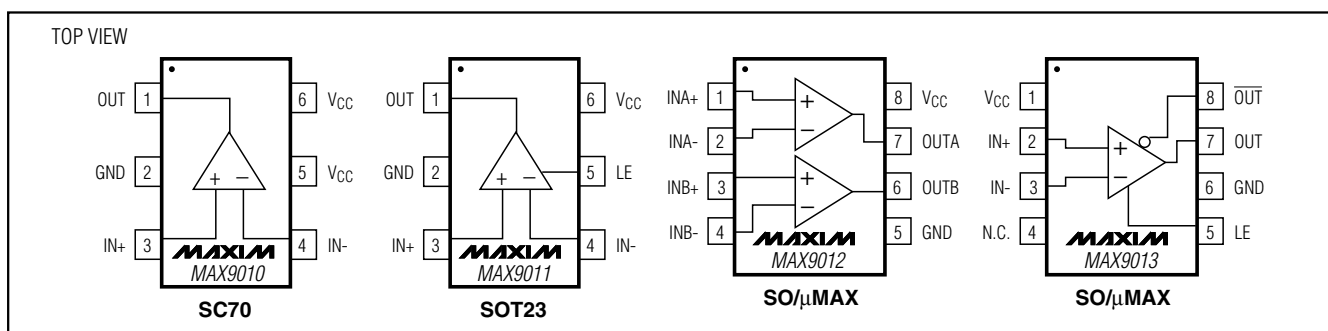 TOP VIEW
OUT 1
GND 2
IN+ 3
6 VCC
5 VCC
4 IN-
+ −
MAXIM
MAX9010
SC70
OUT 1
GND 2
IN+ 3
6 VCC
5 LE
4 IN-
+ −
MAXIM
MAX9011
SOT23
INA+ 1
INA- 2
INB+ 3
INB- 4
8 VCC
7 OUTA
6 OUTB
5 GND
+
−
+
−
MAXIM
MAX9012
SO/μMAX
VCC 1
IN+ 2
IN- 3
N.C. 4
8 O̅U̅T̅
7 OUT
6 GND
5 LE
+
−
MAXIM
MAX9013
SO/μMAX